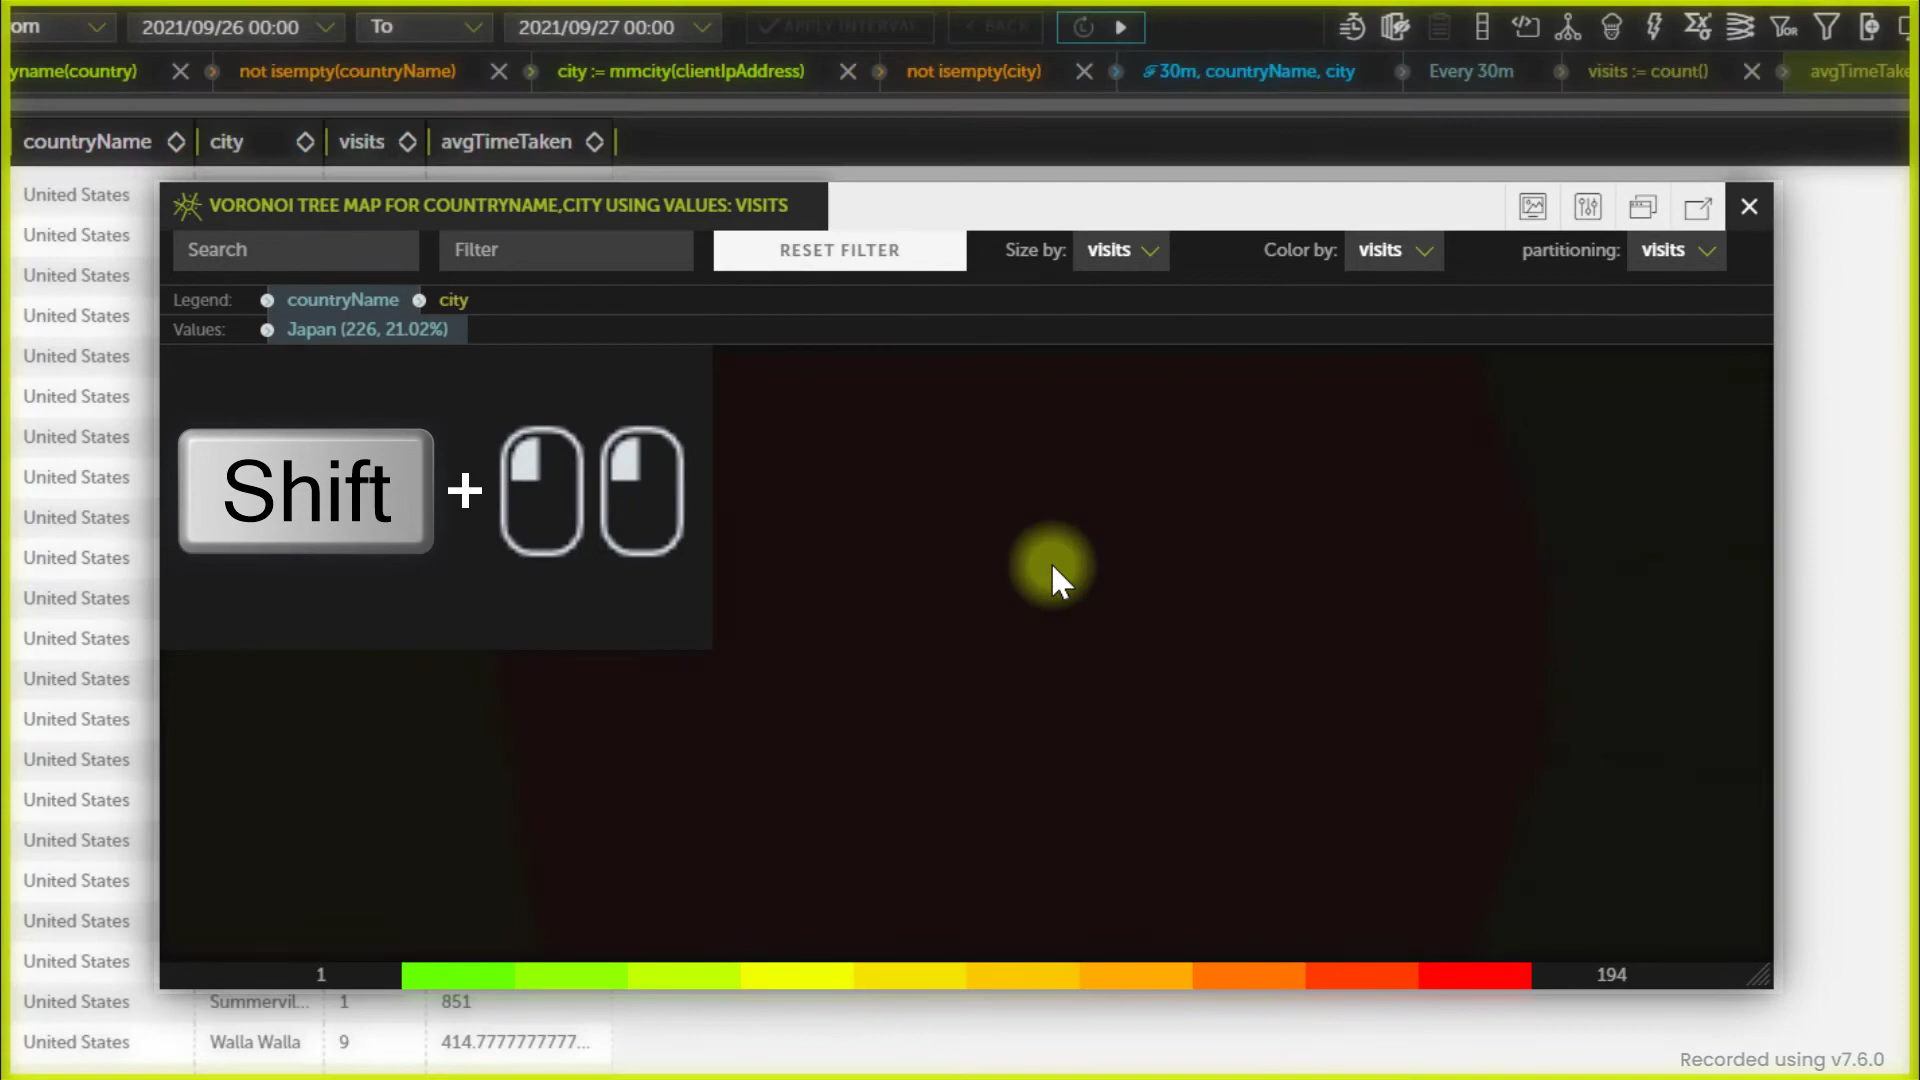 om 2021/09/26 00:00 To 2021/09/27 00:00 APPLY INTERVAL < BACK
yname(country) not isempty(countryName) city := mmcity(clientIpAddress) not isempty(city) 30m, countryName, city Every 30m visits := count() avgTimeTake
countryName city visits avgTimeTaken
United States
VORONOI TREE MAP FOR COUNTRYNAME,CITY USING VALUES: VISITS
United States
Search Filter RESET FILTER Size by: visits Color by: visits partitioning: visits
United States
Legend: countryName city
United States
Values: Japan (226, 21.02%)
United States
United States
United States
United States
Shift +
United States
United States
United States
United States
United States
United States
United States
United States
United States
United States
United States
United States
1 194
United States Summervil... 1 851
United States Walla Walla 9 414.7777777777...
Recorded using v7.6.0